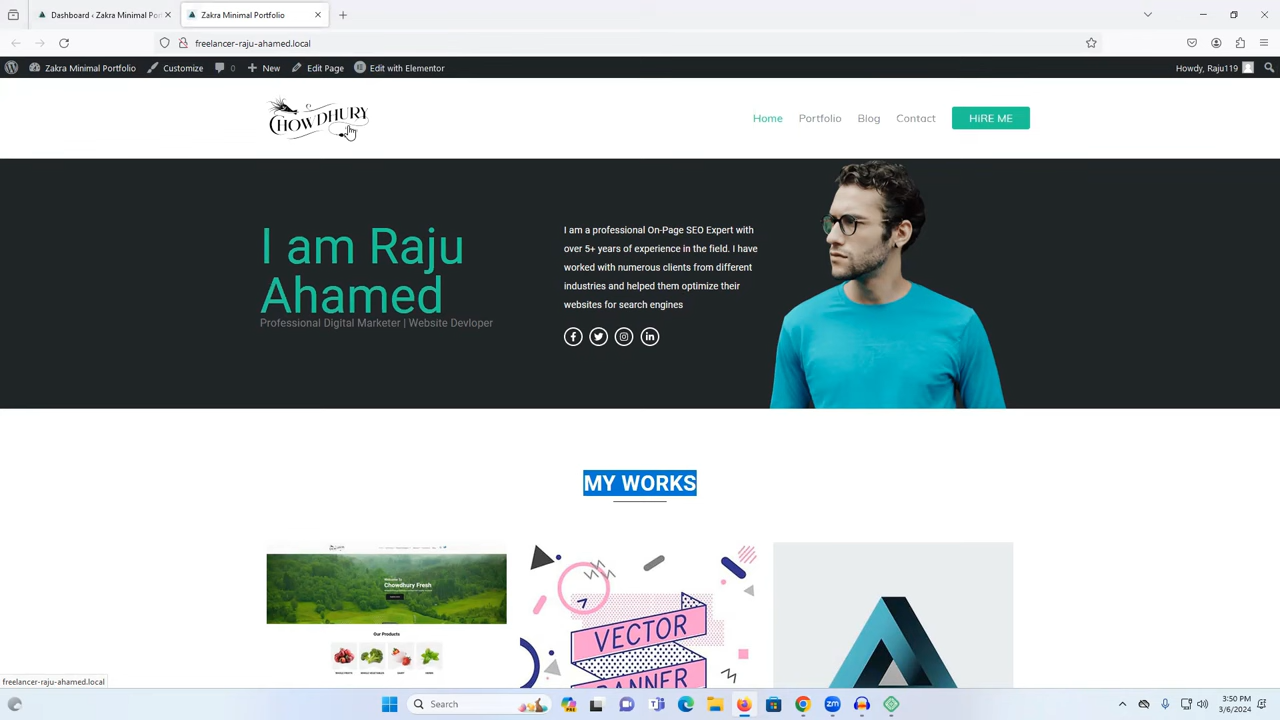 Dashboard ‹ Zakra Minimal Port
Zakra Minimal Portfolio
freelancer-raju-ahamed.local
Zakra Minimal Portfolio
Customize
0
New
Edit Page
Edit with Elementor
Howdy, Raju119
CHOWDHURY
Home
Portfolio
Blog
Contact
HiRE ME
I am Raju
Ahamed
Professional Digital Marketer | Website Devloper
I am a professional On-Page SEO Expert with
over 5+ years of experience in the field. I have
worked with numerous clients from different
industries and helped them optimize their
websites for search engines
MY WORKS
Welcome To
Chowdhury Fresh
Our Products
VECTOR
BANNER
freelancer-raju-ahamed.local
Search
zm
3:50 PM
3/6/2024